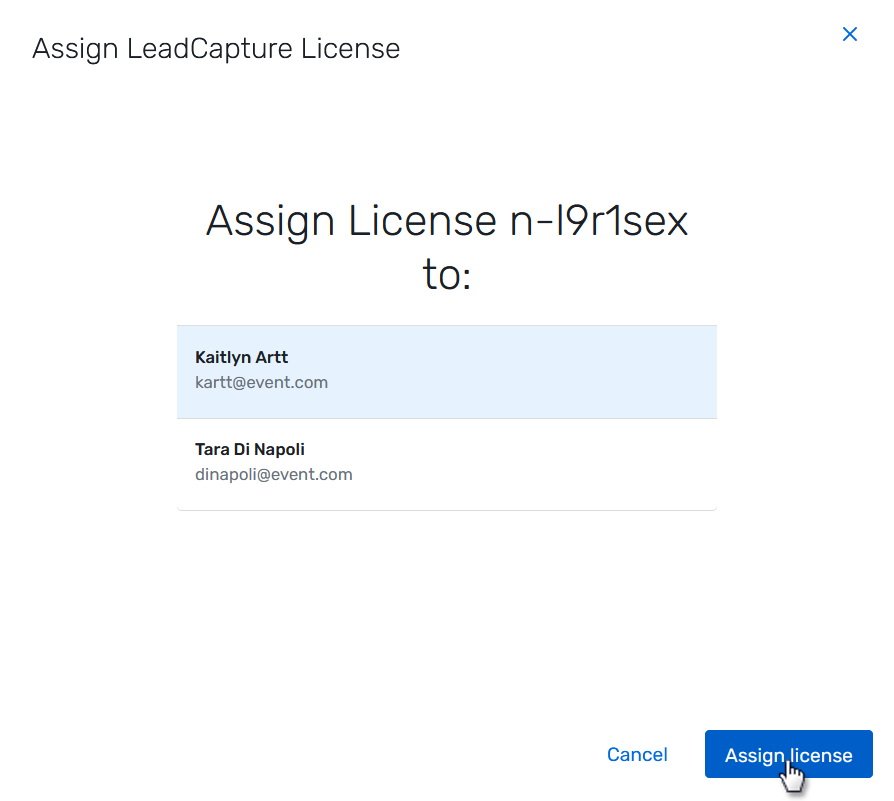 Assign LeadCapture License
Assign License n-l9r1sex
to:
Kaitlyn Artt
kartt@event.com
Tara Di Napoli
dinapoli@event.com
Cancel
Assign license